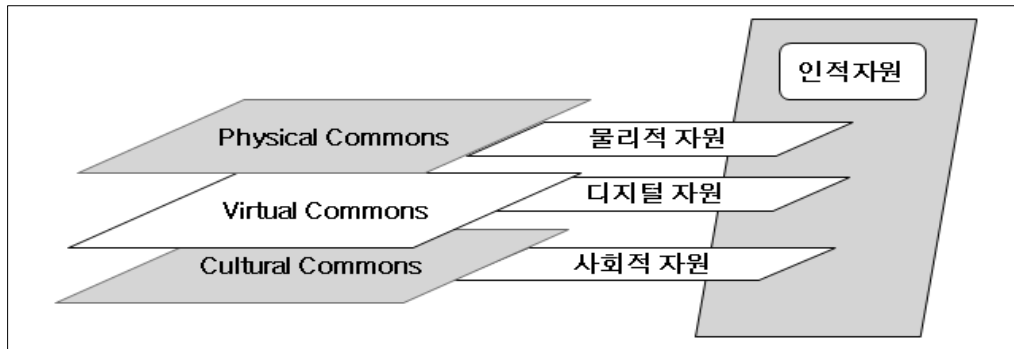 인적자원
Physical Commons
물리적 자원
Virtual Commons
디지털 자원
Cultural Commons
사회적 자원